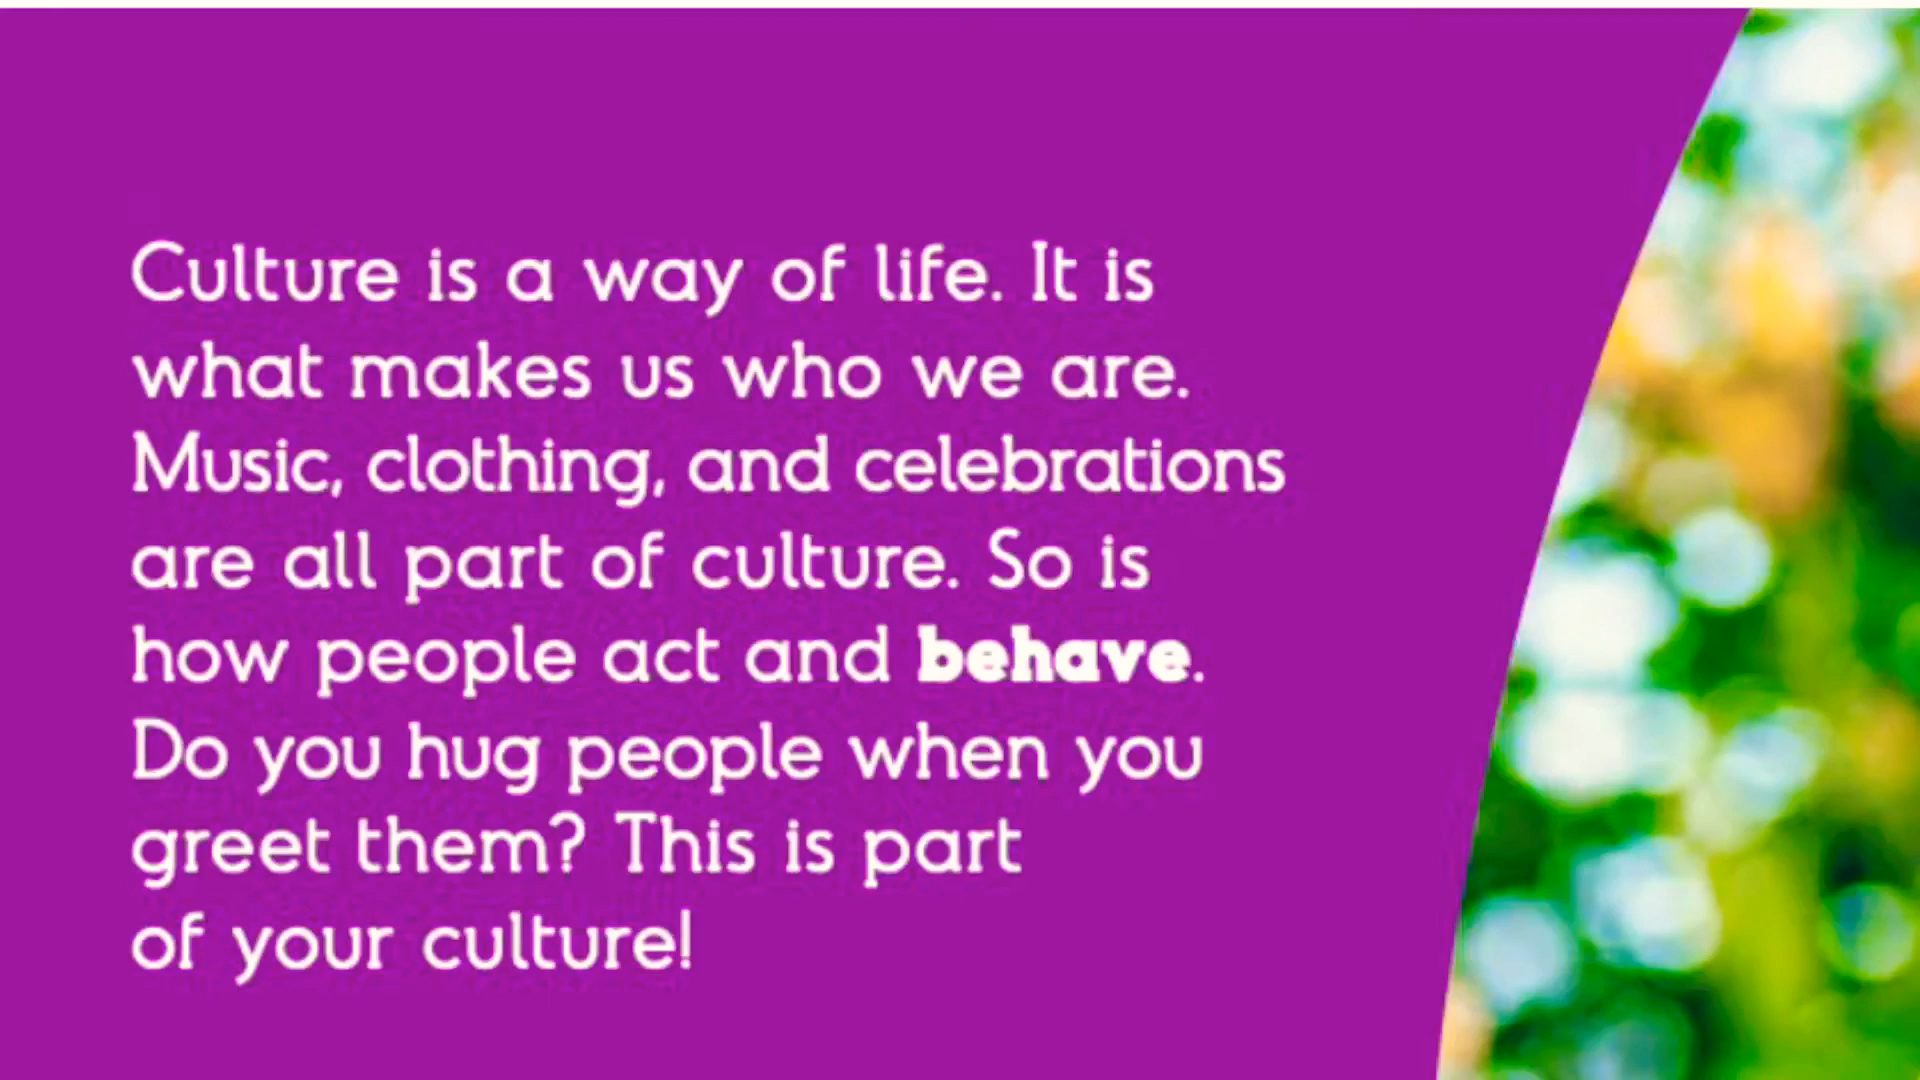 Culture is a way of life. It is
what makes us who we are.
Music, clothing, and celebrations
are all part of culture. So is
how people act and behave.
Do you hug people when you
greet them? This is part
of your culture!